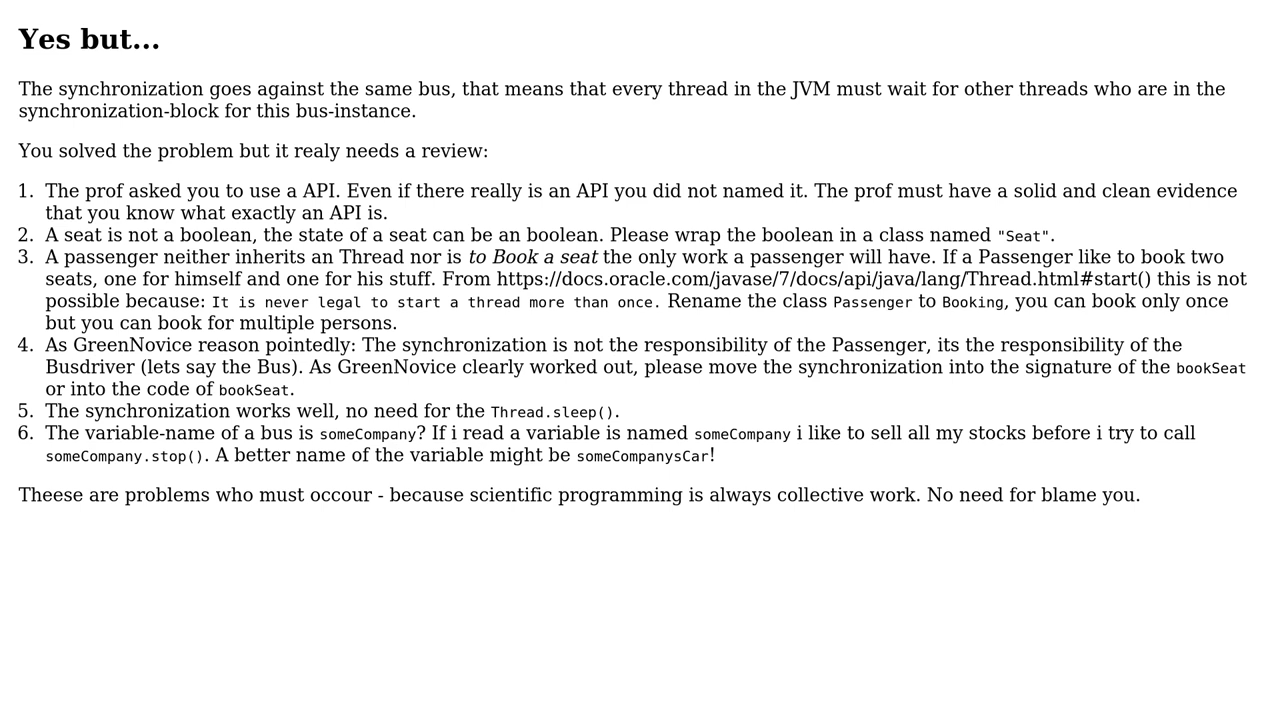 Yes but...
The synchronization goes against the same bus, that means that every thread in the JVM must wait for other threads who are in the
synchronization-block for this bus-instance.
You solved the problem but it realy needs a review:
1. The prof asked you to use a API. Even if there really is an API you did not named it. The prof must have a solid and clean evidence
that you know what exactly an API is.
2. A seat is not a boolean, the state of a seat can be an boolean. Please wrap the boolean in a class named "Seat".
3. A passenger neither inherits an Thread nor is to Book a seat the only work a passenger will have. If a Passenger like to book two
seats, one for himself and one for his stuff. From https://docs.oracle.com/javase/7/docs/api/java/lang/Thread.html#start() this is not
possible because: It is never legal to start a thread more than once. Rename the class Passenger to Booking, you can book only once
but you can book for multiple persons.
4. As GreenNovice reason pointedly: The synchronization is not the responsibility of the Passenger, its the responsibility of the
Busdriver (lets say the Bus). As GreenNovice clearly worked out, please move the synchronization into the signature of the bookSeat
or into the code of bookSeat.
5. The synchronization works well, no need for the Thread.sleep().
6. The variable-name of a bus is someCompany? If i read a variable is named someCompany i like to sell all my stocks before i try to call
someCompany.stop(). A better name of the variable might be someCompanysCar!
Theese are problems who must occour - because scientific programming is always collective work. No need for blame you.